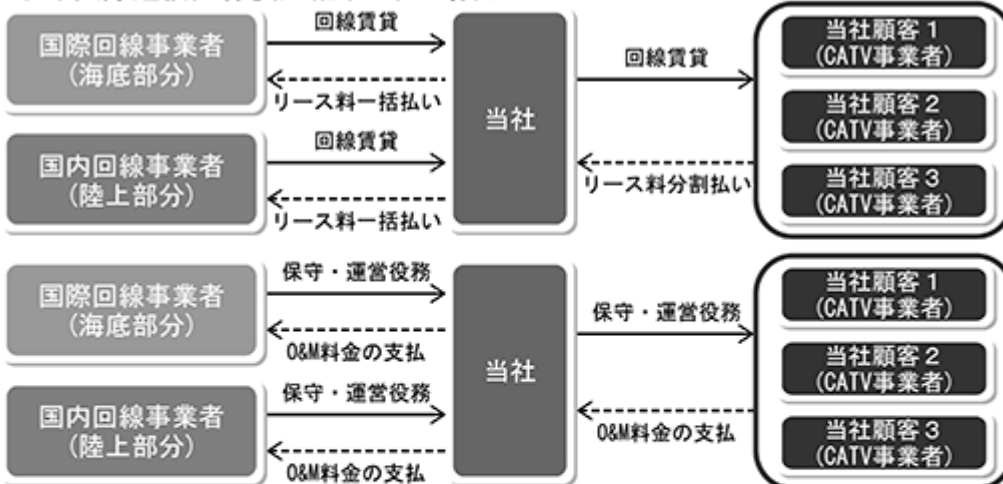 国際回線事業者
(海底部分)
回線賃貸
リース料一括払い
国内回線事業者
(陸上部分)
回線賃貸
リース料一括払い
当社
回線賃貸
リース料分割払い
当社顧客1
(CATV事業者)
当社顧客2
(CATV事業者)
当社顧客3
(CATV事業者)
国際回線事業者
(海底部分)
保守・運営役務
O&M料金の支払
国内回線事業者
(陸上部分)
保守・運営役務
O&M料金の支払
当社
保守・運営役務
O&M料金の支払
当社顧客1
(CATV事業者)
当社顧客2
(CATV事業者)
当社顧客3
(CATV事業者)